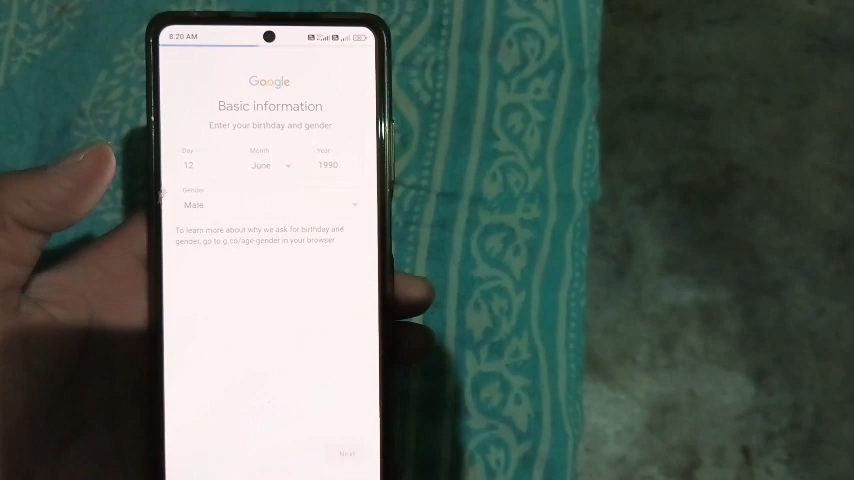 8.20 AM
Google
Basic information
Enter your birthday and gender
Day Month Year
12 June 1990
Gender
Male
To learn more about why we ask for birthday and
gender, go to g.co/age-gender in your browser
Next